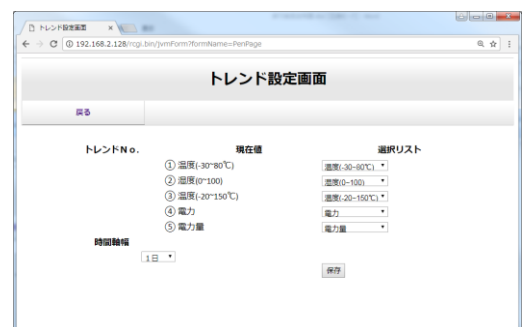 トレンド設定画面
192.168.2.128/rcgi.bin/jvmForm?formName=PenPage
トレンド設定画面
戻る
トレンドNo. 現在値 選択リスト
① 温度(-30~80℃) 温度(-30~80℃)
② 湿度(0~100) 湿度(0~100)
③ 温度(-20~150℃) 温度(-20~150℃)
④ 電力 電力
⑤ 電力量 電力量
時間軸幅
1日
保存